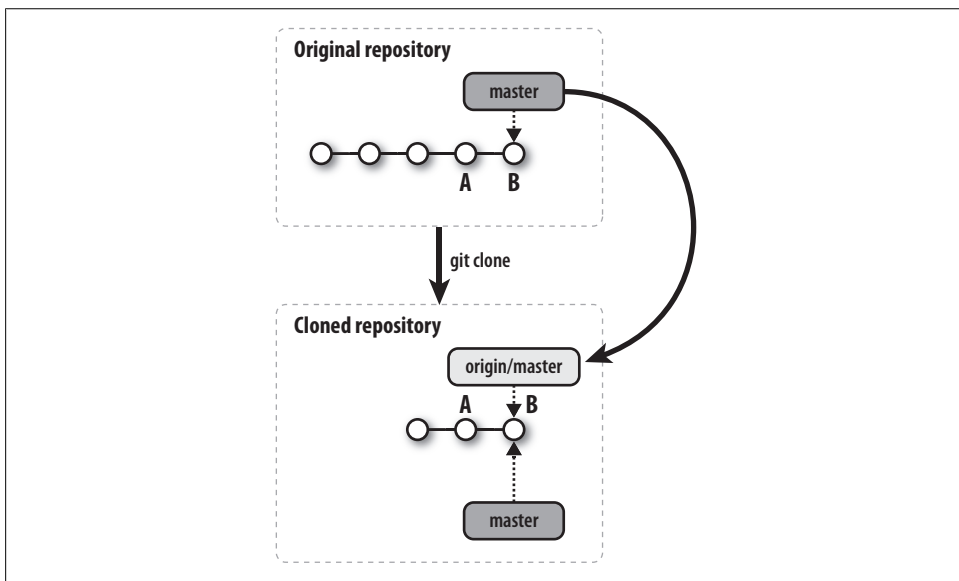 Original repository
master
A B
git clone
Cloned repository
origin/master
A B
master